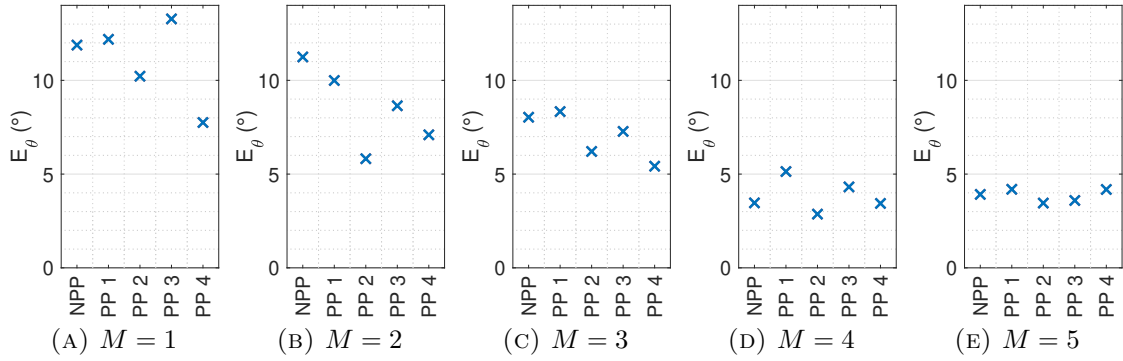 E_θ (°)
10
5
0
NPP
PP 1
PP 2
PP 3
PP 4
(A) M = 1
E_θ (°)
10
5
0
NPP
PP 1
PP 2
PP 3
PP 4
(B) M = 2
E_θ (°)
10
5
0
NPP
PP 1
PP 2
PP 3
PP 4
(C) M = 3
E_θ (°)
10
5
0
NPP
PP 1
PP 2
PP 3
PP 4
(D) M = 4
E_θ (°)
10
5
0
NPP
PP 1
PP 2
PP 3
PP 4
(E) M = 5